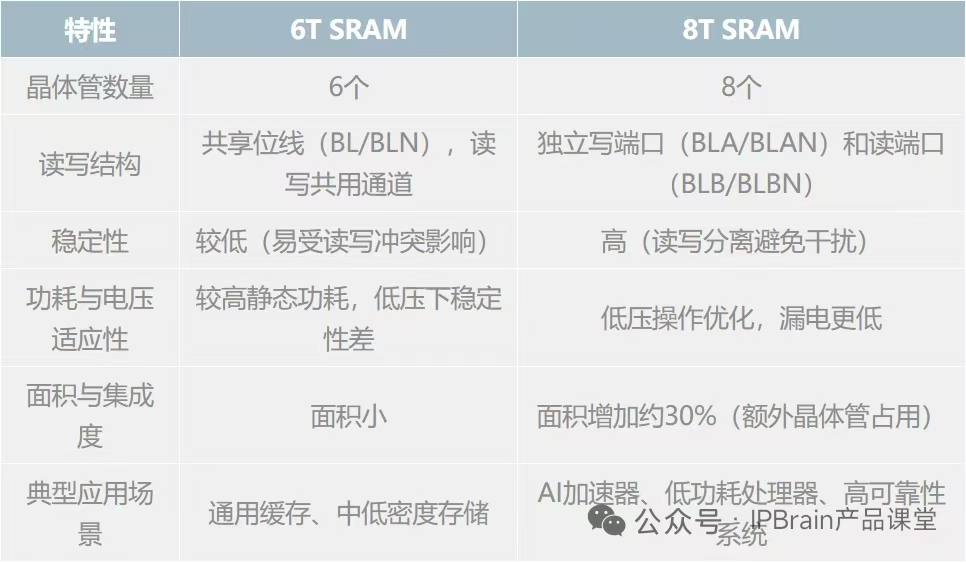 特性
6T SRAM
8T SRAM
晶体管数量
6个
8个
读写结构
共享位线（BL/BLN），读
写共用通道
独立写端口（BLA/BLAN）和读端口
（BLB/BLBN）
稳定性
较低（易受读写冲突影响）
高（读写分离避免干扰）
功耗与电压
适应性
较高静态功耗，低压下稳定
性差
低压操作优化，漏电更低
面积与集成
度
面积小
面积增加约30%（额外晶体管占用）
典型应用场
景
通用缓存、中低密度存储
AI加速器、低功耗处理器、高可靠性
系统
公众号 · IPBrain产品课堂